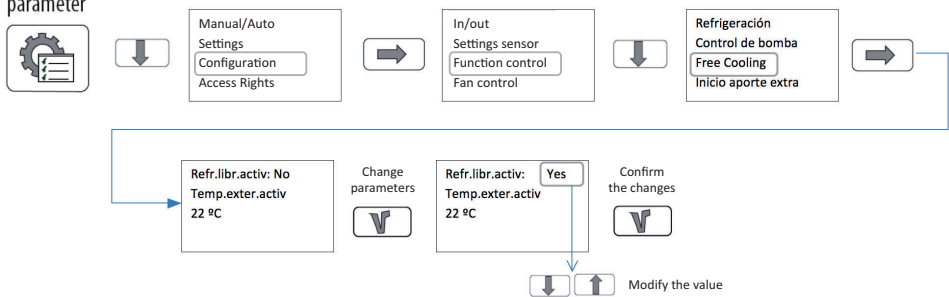 parameter
Manual/Auto
Settings
Configuration
Access Rights
In/out
Settings sensor
Function control
Fan control
Refrigeración
Control de bomba
Free Cooling
Inicio aporte extra
Refr.libr.activ: No
Temp.exter.activ
22 ºC
Change
parameters
Refr.libr.activ: Yes
Temp.exter.activ
22 ºC
Confirm
the changes
Modify the value